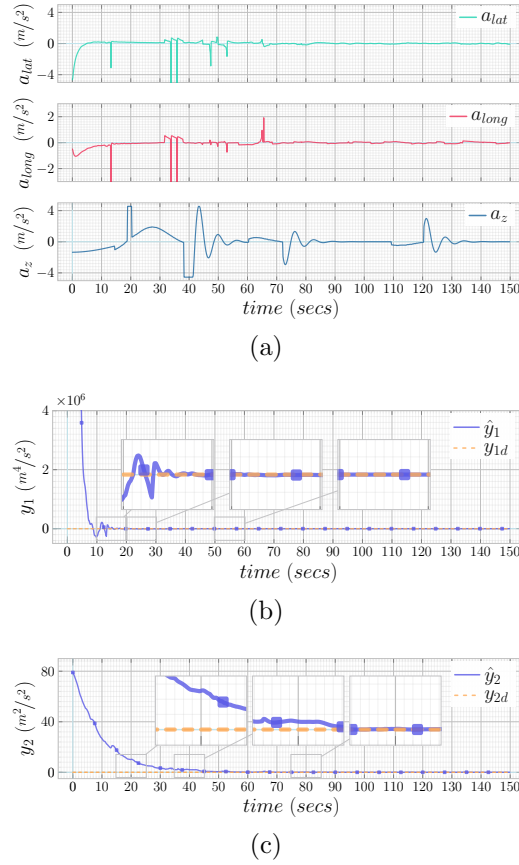 a_lat (m/s²)
0
−4
a_lat
a_long (m/s²)
2
0
−2
a_long
a_z (m/s²)
4
0
−4
a_z
0 10 20 30 40 50 60 70 80 90 100 110 120 130 140 150
time (secs)
(a)
×10⁶
y₁ (m⁴/s²)
4
2
0
ŷ₁
y₁d
0 10 20 30 40 50 60 70 80 90 100 110 120 130 140 150
time (secs)
(b)
y₂ (m²/s²)
80
40
0
ŷ₂
y₂d
0 10 20 30 40 50 60 70 80 90 100 110 120 130 140 150
time (secs)
(c)